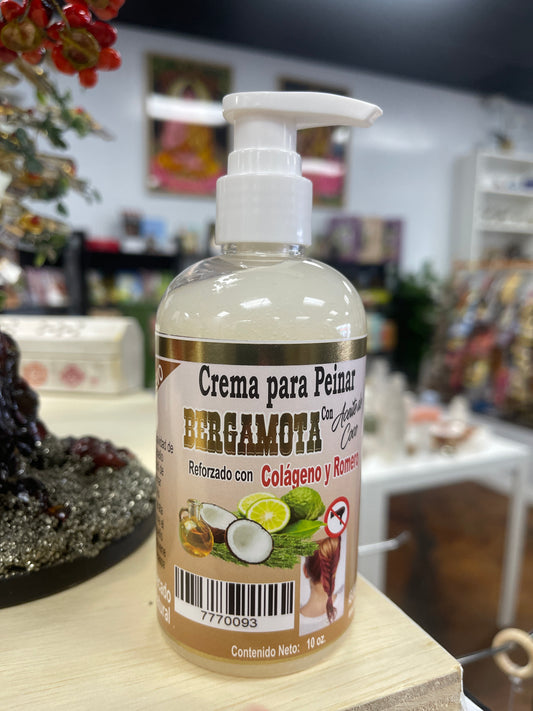 Crema para Peinar
BERGAMOTA Con Aceite de Coco
Reforzado con Colágeno y Romero
7770093
Contenido Neto: 10 oz.